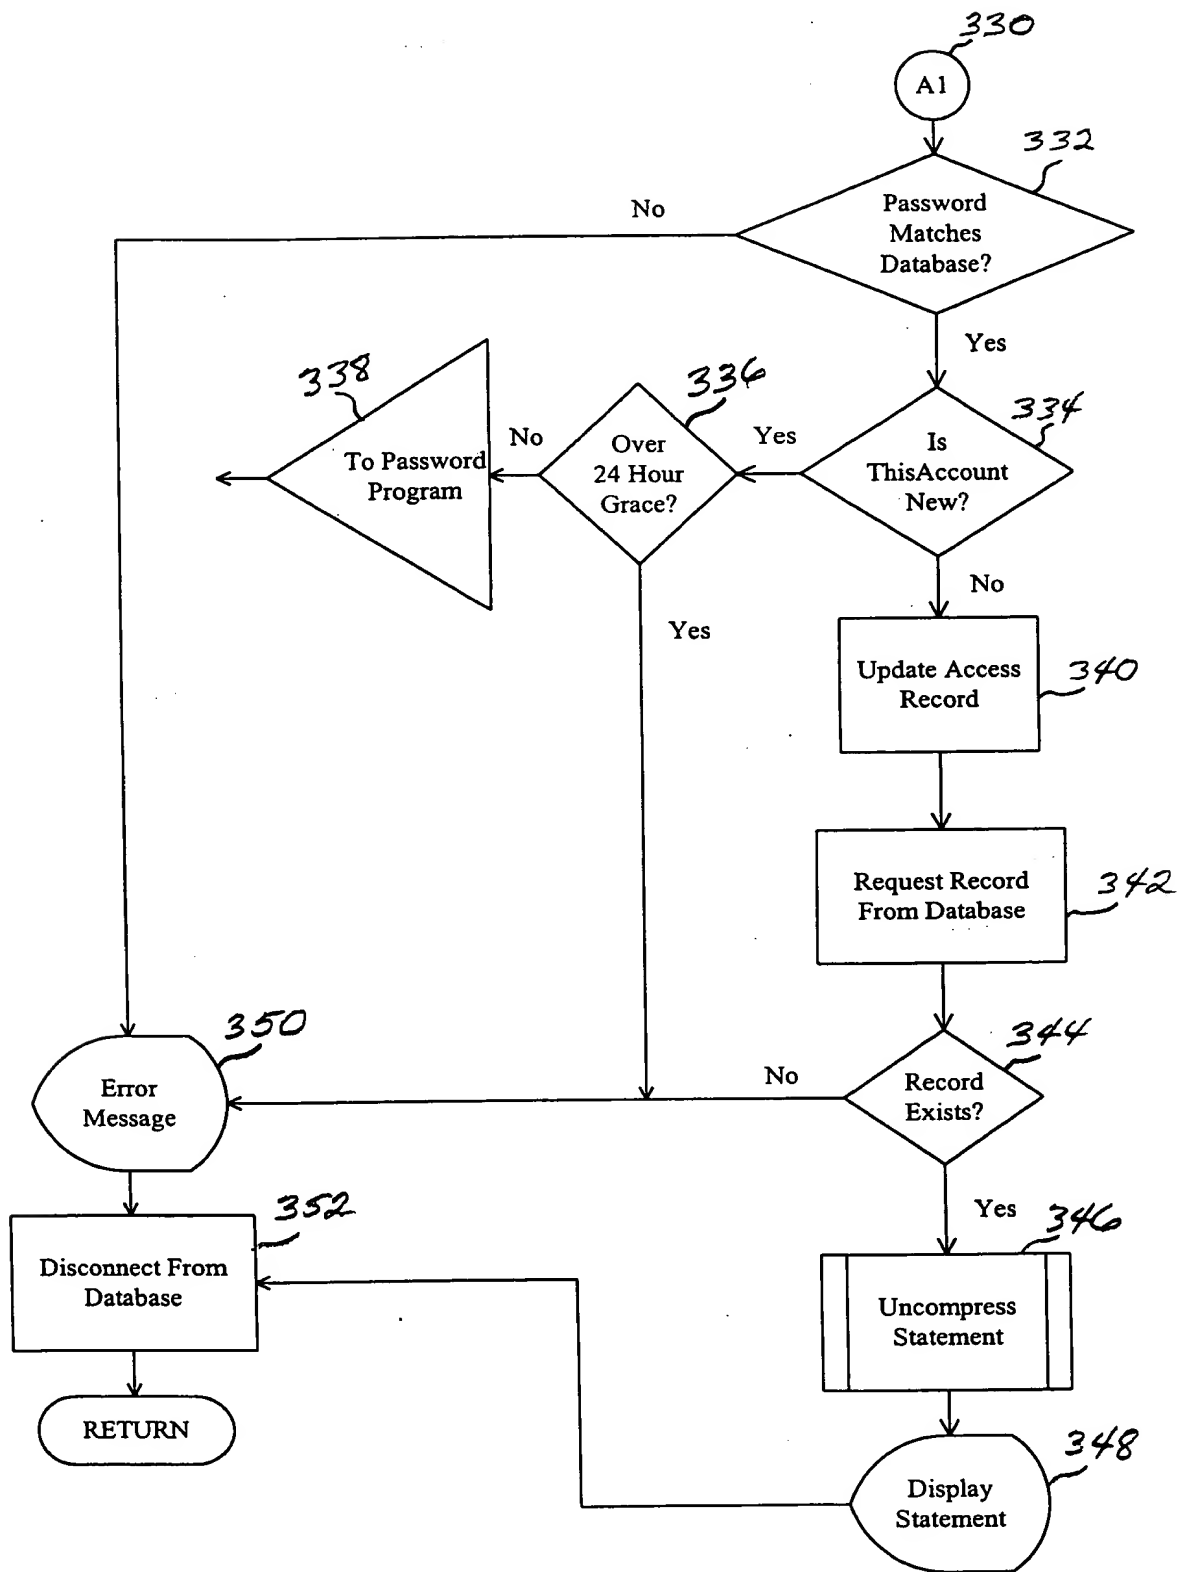 330
A1
332
Password
Matches
Database?
No
Yes
338
336
334
To Password
Program
No
Over
24 Hour
Grace?
Yes
Is
ThisAccount
New?
Yes
No
Update Access
Record
340
Request Record
From Database
342
350
344
Error
Message
No
Record
Exists?
352
Yes
346
Disconnect From
Database
Uncompress
Statement
RETURN
348
Display
Statement